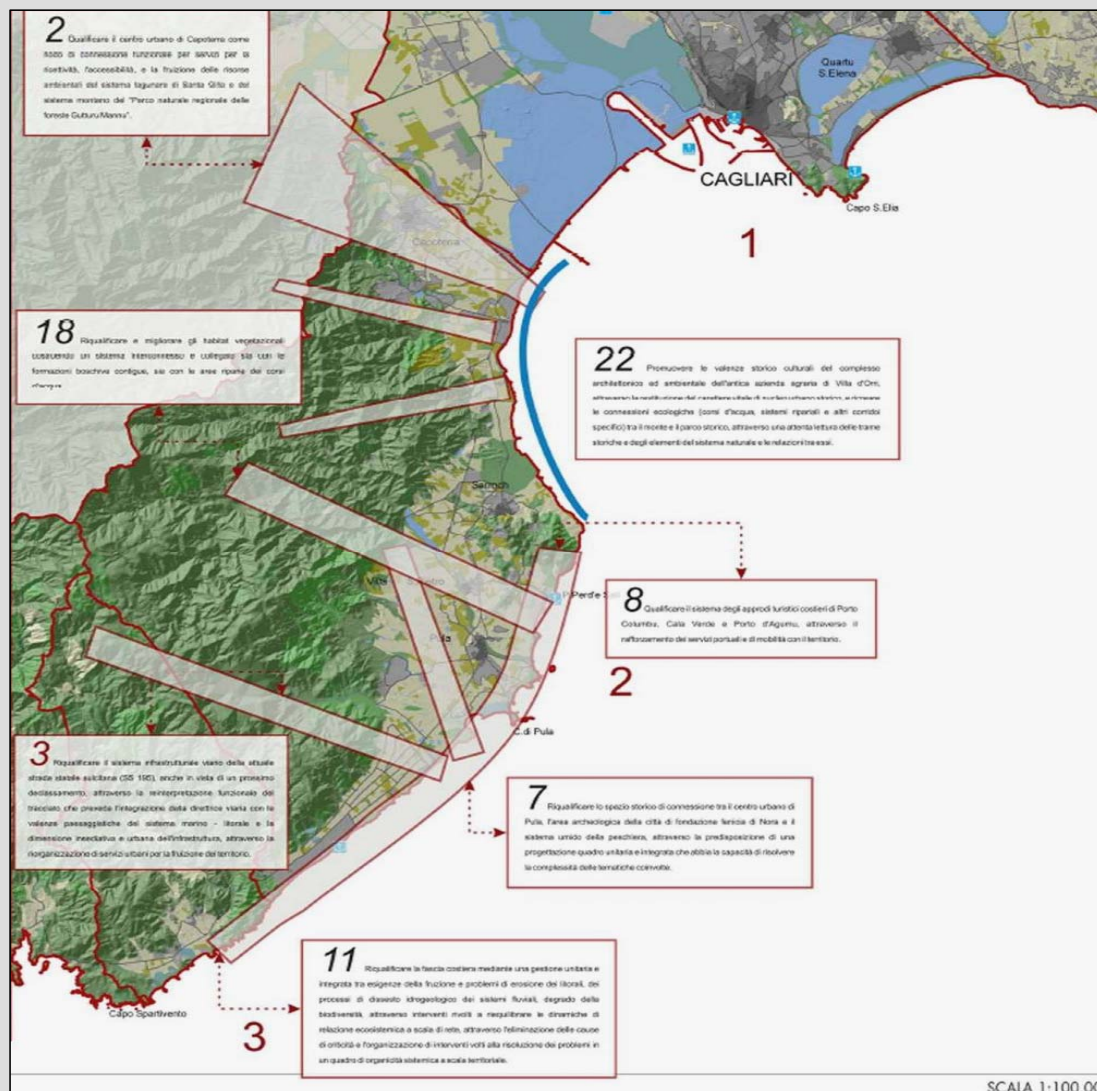 2 Qualificare il centro urbano di Capoterra come
nodo di connessione funzionale per servizi per la
ricettività, l'accessibilità, e la fruizione delle risorse
ambientali del sistema lagunare di Santa Gilla e del
sistema montano del "Parco naturale regionale delle
foreste Gutturu Mannu".
Quartu
S.Elena
CAGLIARI
Capo S.Elia
1
Capoterra
18 Riqualificare e migliorare gli habitat vegetazionali
costruendo un sistema interconnesso e collegato sia con le
formazioni boschive contigue, sia con le aree riparie dei corsi
d'acqua.
22 Promuovere le valenze storico culturali del complesso
architettonico ed ambientale dell'antica azienda agraria di Villa d'Orri,
attraverso la restituzione del carattere vitale di nucleo urbano storico, e ricreare
le connessioni ecologiche (corsi d'acqua, sistemi ripariali e altri corridoi
specifici) tra il monte e il parco storico, attraverso una attenta lettura delle trame
storiche e degli elementi del sistema naturale e le relazioni tra essi.
Sarroch
Villa S. Pietro
P.Perd'e
Pula
8 Qualificare il sistema degli approdi turistici costieri di Porto
Columbu, Cala Verde e Porto d'Agumu, attraverso il
rafforzamento dei servizi portuali e di mobilità con il territorio.
2
C.di Pula
3 Riqualificare il sistema infrastrutturale viario della attuale
strada statale sulcitana (SS 195), anche in vista di un prossimo
declassamento, attraverso la reinterpretazione funzionale del
tracciato che preveda l'integrazione della direttrice viaria con le
valenze paesaggistiche del sistema marino - litorale e la
dimensione insediativa e urbana dell'infrastruttura, attraverso la
riorganizzazione di servizi urbani per la fruizione del territorio.
7 Riqualificare lo spazio storico di connessione tra il centro urbano di
Pula, l'area archeologica della città di fondazione fenicia di Nora e il
sistema umido della peschiera, attraverso la predisposizione di una
progettazione quadro unitaria e integrata che abbia la capacità di risolvere
la complessità delle tematiche coinvolte.
11 Riqualificare la fascia costiera mediante una gestione unitaria e
integrata tra esigenze della fruizione e problemi di erosione dei litorali, dei
processi di dissesto idrogeologico dei sistemi fluviali, degrado della
biodiversità, attraverso interventi rivolti a riequilibrare le dinamiche di
relazione ecosistemica a scala di rete, attraverso l'eliminazione delle cause
di criticità e l'organizzazione di interventi volti alla risoluzione dei problemi in
un quadro di organicità sistemica a scala territoriale.
Capo Spartivento
3
SCALA 1:100.00